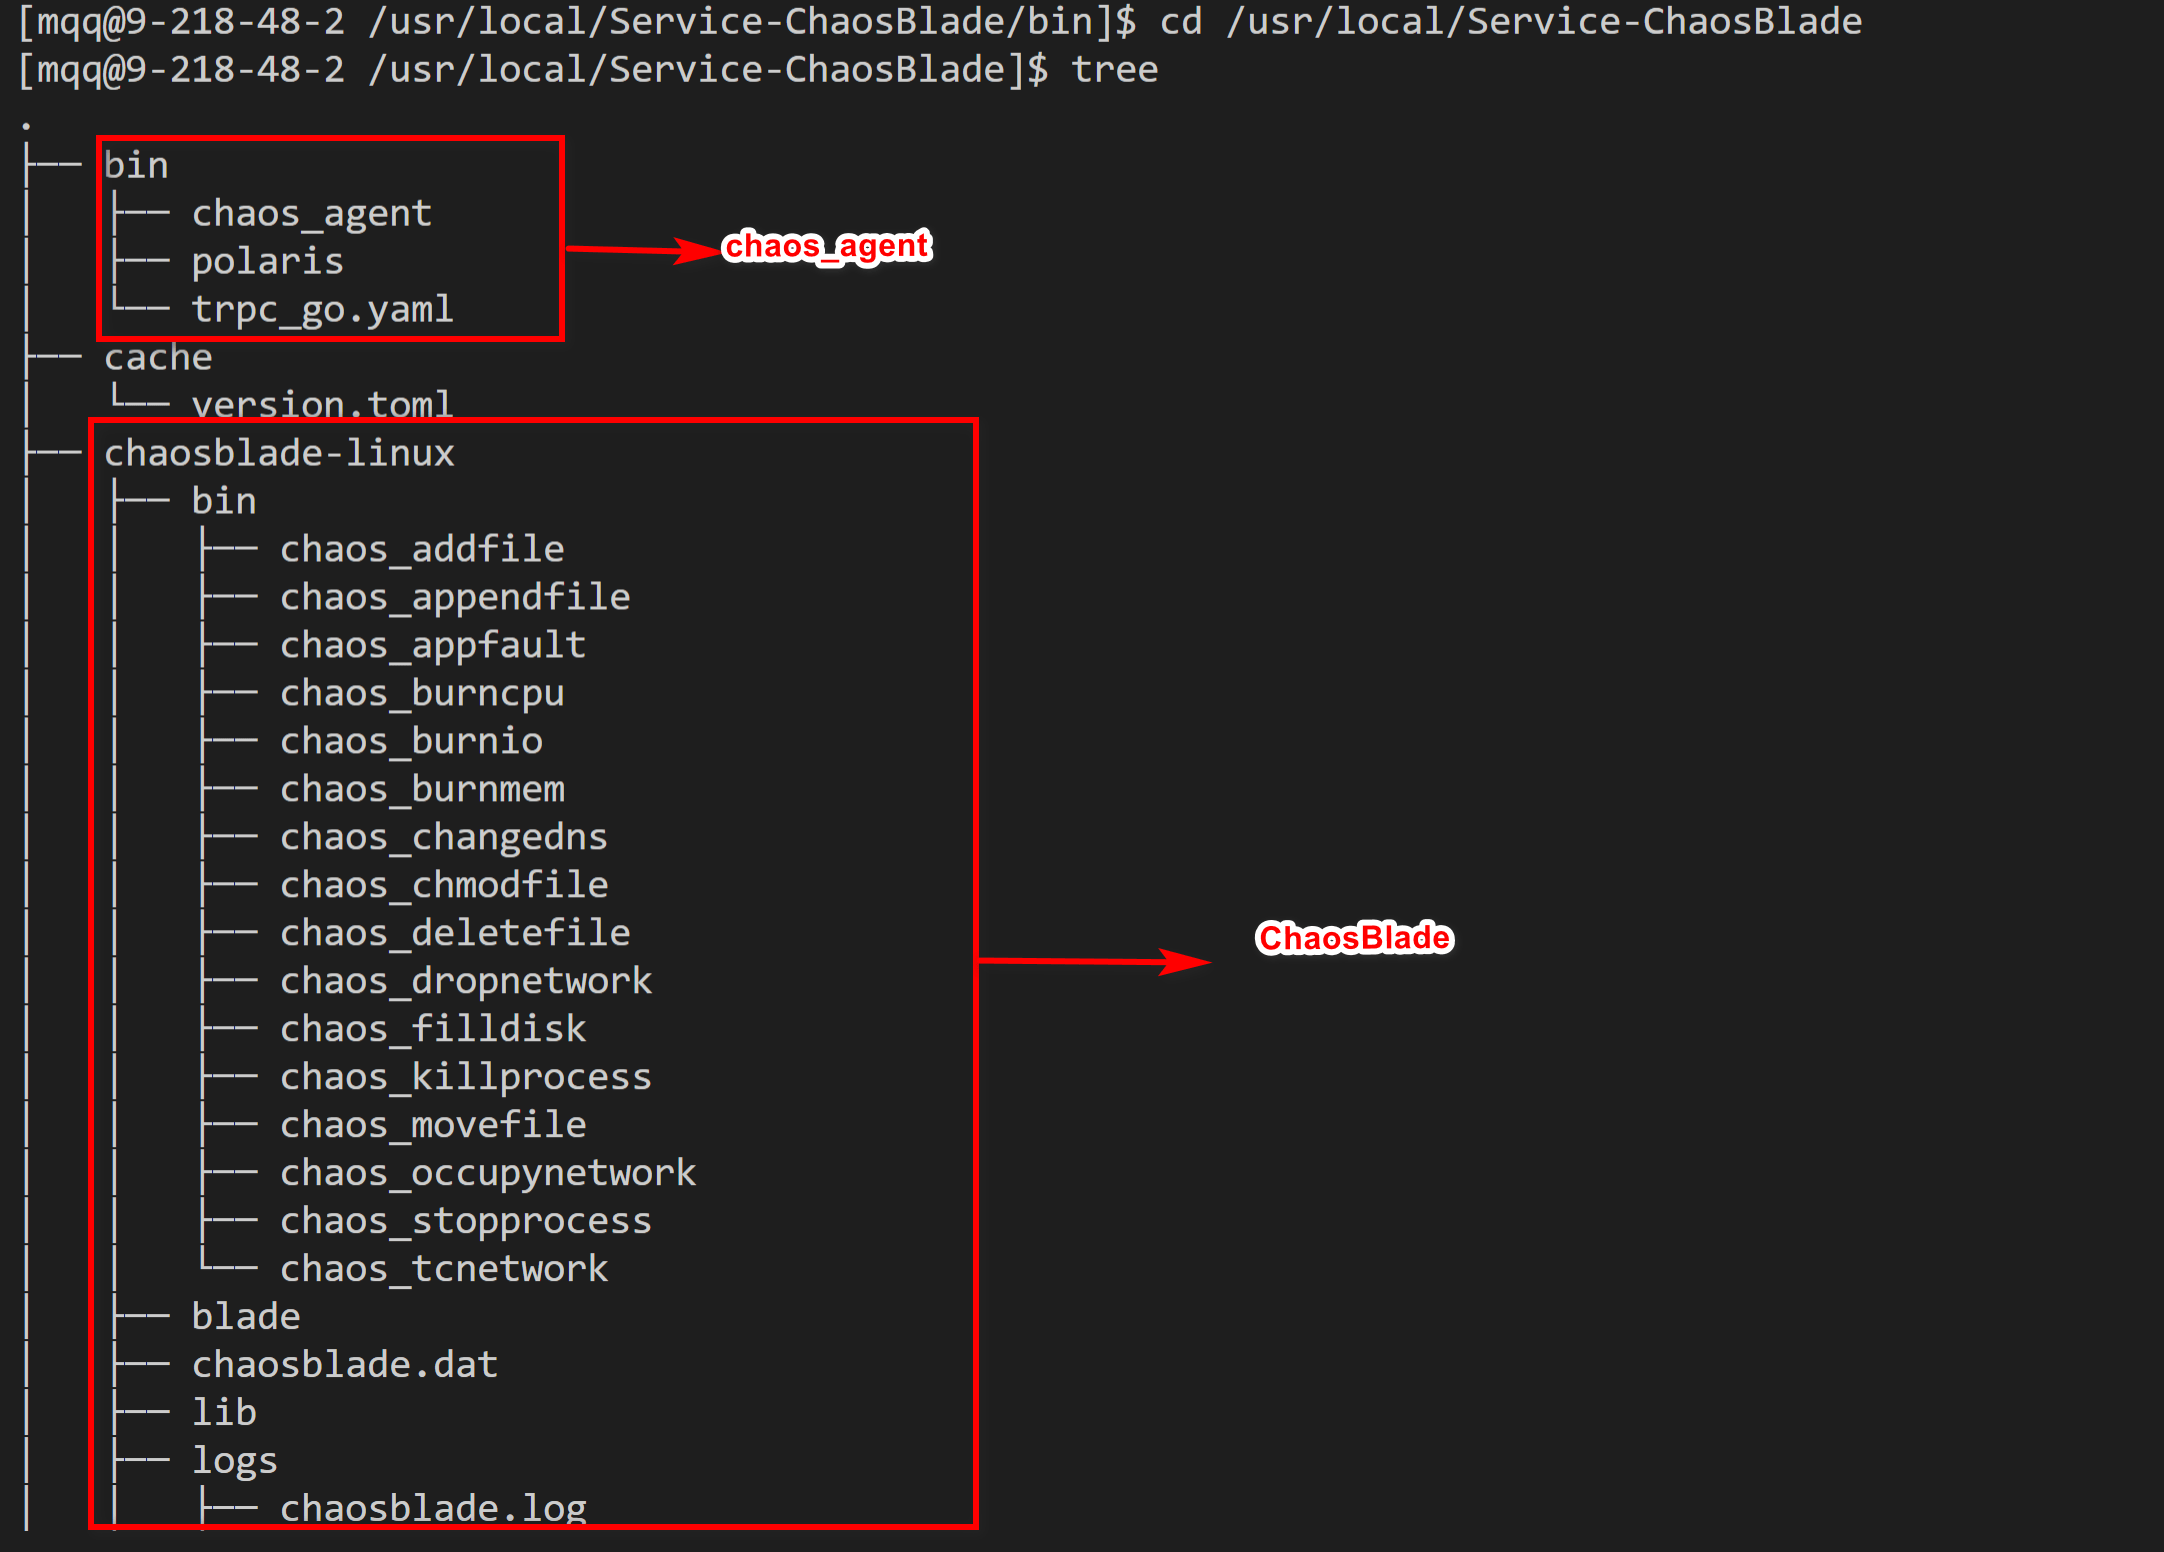 [mqq@9-218-48-2 /usr/local/Service-ChaosBlade/bin]$ cd /usr/local/Service-ChaosBlade
[mqq@9-218-48-2 /usr/local/Service-ChaosBlade]$ tree
.
├── bin
│   ├── chaos_agent
│   ├── polaris
│   └── trpc_go.yaml
chaos_agent
├── cache
│   └── version.toml
├── chaosblade-linux
│   ├── bin
│   │   ├── chaos_addfile
│   │   ├── chaos_appendfile
│   │   ├── chaos_appfault
│   │   ├── chaos_burncpu
│   │   ├── chaos_burnio
│   │   ├── chaos_burnmem
│   │   ├── chaos_changedns
│   │   ├── chaos_chmodfile
│   │   ├── chaos_deletefile
│   │   ├── chaos_dropnetwork
│   │   ├── chaos_filldisk
│   │   ├── chaos_killprocess
│   │   ├── chaos_movefile
│   │   ├── chaos_occupynetwork
│   │   ├── chaos_stopprocess
│   │   └── chaos_tcnetwork
│   ├── blade
│   ├── chaosblade.dat
│   ├── lib
│   ├── logs
│   │   ├── chaosblade.log
ChaosBlade